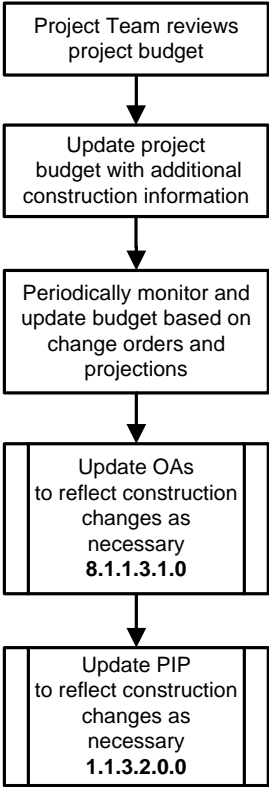 Project Team reviews
project budget
Update project
budget with additional
construction information
Periodically monitor and
update budget based on
change orders and
projections
Update OAs
to reflect construction
changes as
necessary
8.1.1.3.1.0
Update PIP
to reflect construction
changes as
necessary
1.1.3.2.0.0